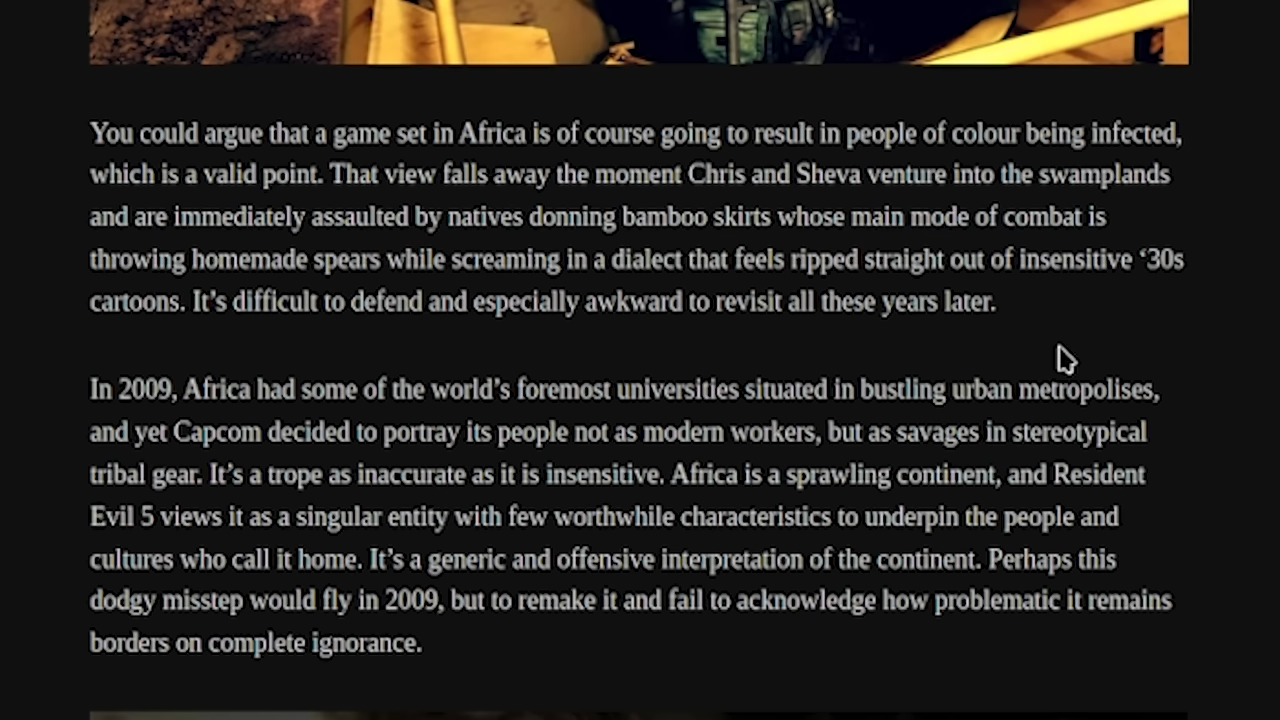 You could argue that a game set in Africa is of course going to result in people of colour being infected,
which is a valid point. That view falls away the moment Chris and Sheva venture into the swamplands
and are immediately assaulted by natives donning bamboo skirts whose main mode of combat is
throwing homemade spears while screaming in a dialect that feels ripped straight out of insensitive ‘30s
cartoons. It’s difficult to defend and especially awkward to revisit all these years later.
In 2009, Africa had some of the world’s foremost universities situated in bustling urban metropolises,
and yet Capcom decided to portray its people not as modern workers, but as savages in stereotypical
tribal gear. It’s a trope as inaccurate as it is insensitive. Africa is a sprawling continent, and Resident
Evil 5 views it as a singular entity with few worthwhile characteristics to underpin the people and
cultures who call it home. It’s a generic and offensive interpretation of the continent. Perhaps this
dodgy misstep would fly in 2009, but to remake it and fail to acknowledge how problematic it remains
borders on complete ignorance.